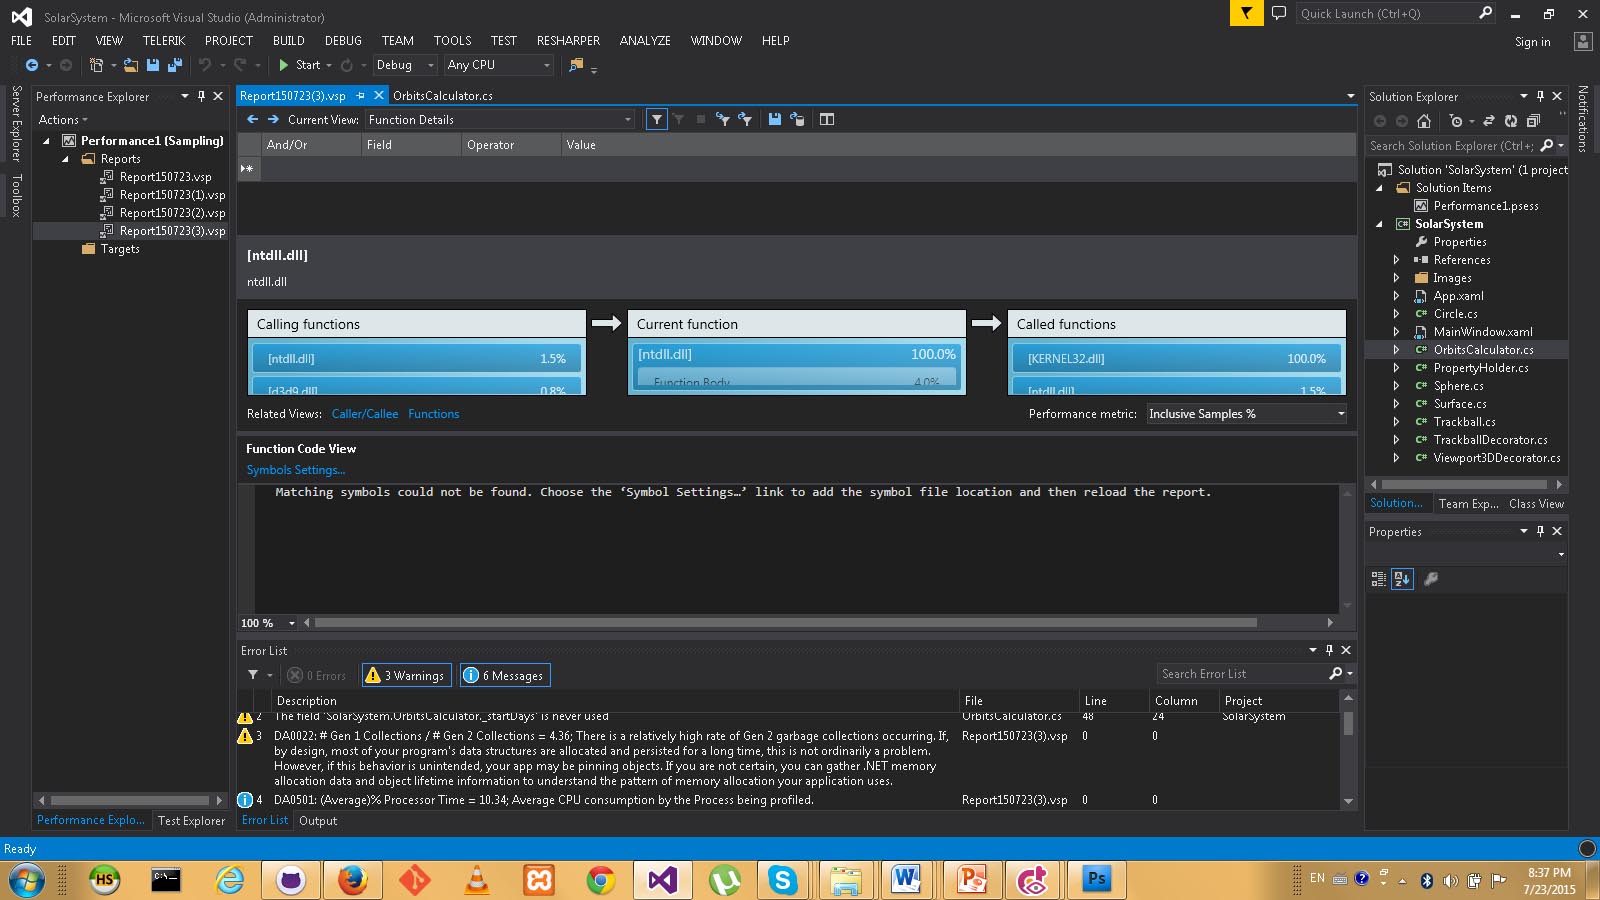 SolarSystem - Microsoft Visual Studio (Administrator)
Quick Launch (Ctrl+Q)
FILE EDIT VIEW TELERIK PROJECT BUILD DEBUG TEAM TOOLS TEST RESHARPER ANALYZE WINDOW HELP
Sign in
Start Debug Any CPU
Server Explorer
Toolbox
Performance Explorer
Actions
Performance1 (Sampling)
Reports
Report150723.vsp
Report150723(1).vsp
Report150723(2).vsp
Report150723(3).vsp
Targets
Performance Explo... Test Explorer
Report150723(3).vsp OrbitsCalculator.cs
Current View: Function Details
And/Or Field Operator Value
[ntdll.dll]
ntdll.dll
Calling functions
[ntdll.dll] 1.5%
[d3d9.dll] 0.8%
Current function
[ntdll.dll] 100.0%
Function Body 4.0%
Called functions
[KERNEL32.dll] 100.0%
[ntdll.dll] 1.5%
Related Views: Caller/Callee Functions
Performance metric: Inclusive Samples %
Function Code View
Symbols Settings...
Matching symbols could not be found. Choose the ‘Symbol Settings…’ link to add the symbol file location and then reload the report.
100 %
Error List
0 Errors 3 Warnings 6 Messages
Search Error List
Description File Line Column Project
2 The field 'SolarSystem.OrbitsCalculator._startDays' is never used OrbitsCalculator.cs 48 24 SolarSystem
3 DA0022: # Gen 1 Collections / # Gen 2 Collections = 4.36; There is a relatively high rate of Gen 2 garbage collections occurring. If, Report150723(3).vsp 0 0
by design, most of your program's data structures are allocated and persisted for a long time, this is not ordinarily a problem.
However, if this behavior is unintended, your app may be pinning objects. If you are not certain, you can gather .NET memory
allocation data and object lifetime information to understand the pattern of memory allocation your application uses.
4 DA0501: (Average)% Processor Time = 10.34; Average CPU consumption by the Process being profiled. Report150723(3).vsp 0 0
Error List Output
Solution Explorer
Search Solution Explorer (Ctrl+;
Solution 'SolarSystem' (1 project
Solution Items
Performance1.psess
C# SolarSystem
Properties
References
Images
App.xaml
C# Circle.cs
MainWindow.xaml
C# OrbitsCalculator.cs
C# PropertyHolder.cs
C# Sphere.cs
C# Surface.cs
C# Trackball.cs
C# TrackballDecorator.cs
C# Viewport3DDecorator.cs
Solution... Team Exp... Class View
Properties
Notifications
Ready
HS
Ps
EN
8:37 PM
7/23/2015